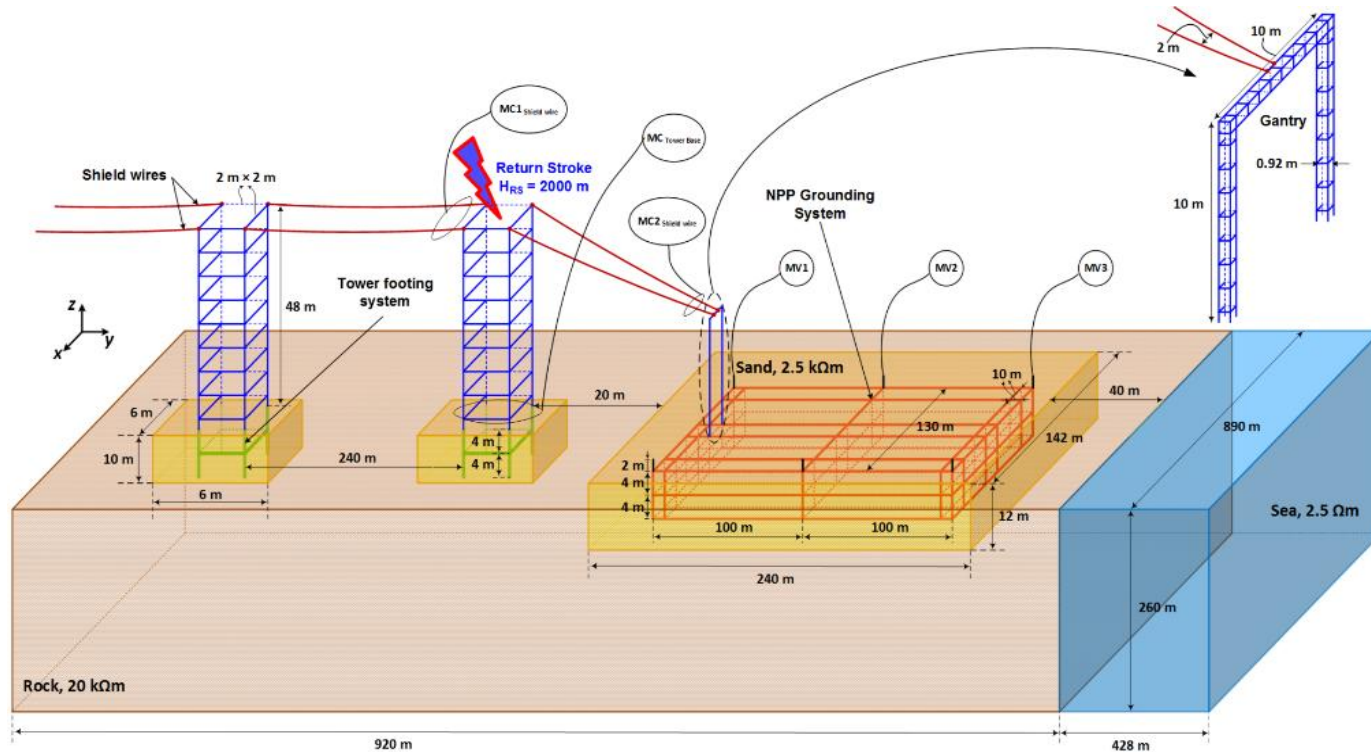 10 m
2 m
MC1 Shield wire
MC Tower Base
Gantry
Return Stroke
H_RS = 2000 m
Shield wires
2 m × 2 m
0.92 m
MC2 Shield wire
NPP Grounding
System
10 m
MV1
MV2
MV3
Tower footing
system
48 m
z
y
x
Sand, 2.5 kΩm
10 m
20 m
40 m
6 m
130 m
142 m
890 m
10 m
4 m
4 m
240 m
2 m
4 m
4 m
6 m
12 m
Sea, 2.5 Ωm
100 m
100 m
240 m
260 m
Rock, 20 kΩm
920 m
428 m